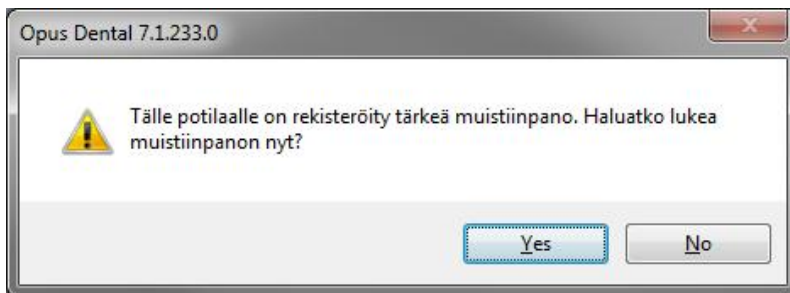 Opus Dental 7.1.233.0
Tälle potilaalle on rekisteröity tärkeä muistiinpano. Haluatko lukea
muistiinpanon nyt?
Yes
No